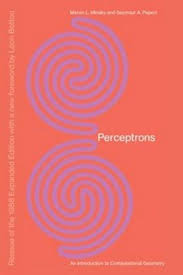 Marvin L. Minsky and Seymour A. Papert
Perceptrons
Reissue of the 1988 Expanded Edition with a new foreword by Léon Bottou
An Introduction to Computational Geometry